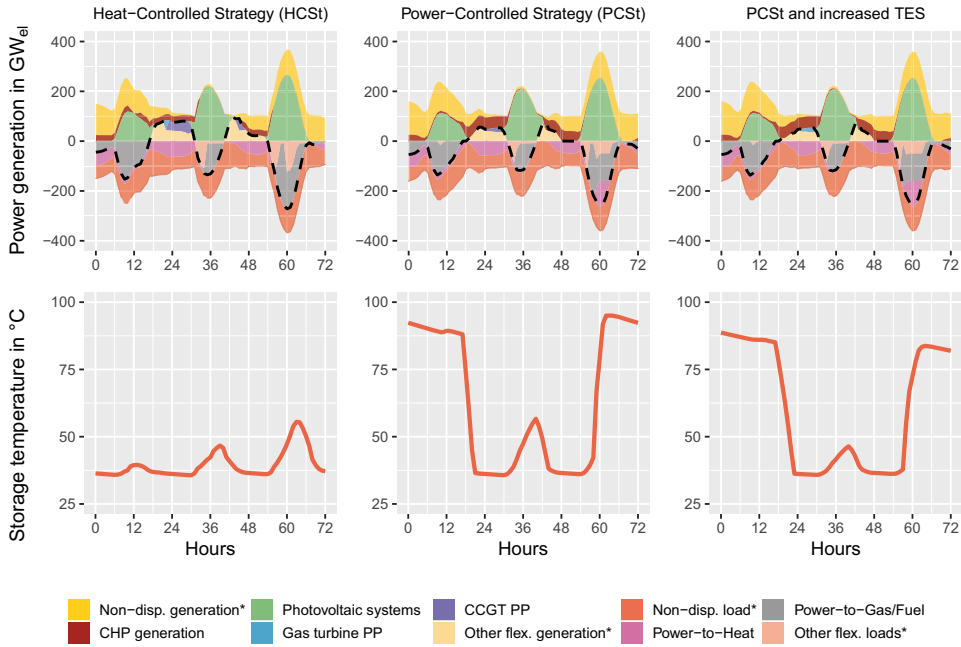 Heat−Controlled Strategy (HCSt)
Power−Controlled Strategy (PCSt)
PCSt and increased TES
Power generation in GWel
400
200
0
−200
−400
0 12 24 36 48 60 72
400
200
0
−200
−400
0 12 24 36 48 60 72
400
200
0
−200
−400
0 12 24 36 48 60 72
Storage temperature in °C
100
75
50
25
0 12 24 36 48 60 72
Hours
100
75
50
25
0 12 24 36 48 60 72
Hours
100
75
50
25
0 12 24 36 48 60 72
Hours
Non−disp. generation* Photovoltaic systems CCGT PP Non−disp. load* Power−to−Gas/Fuel
CHP generation Gas turbine PP Other flex. generation* Power−to−Heat Other flex. loads*